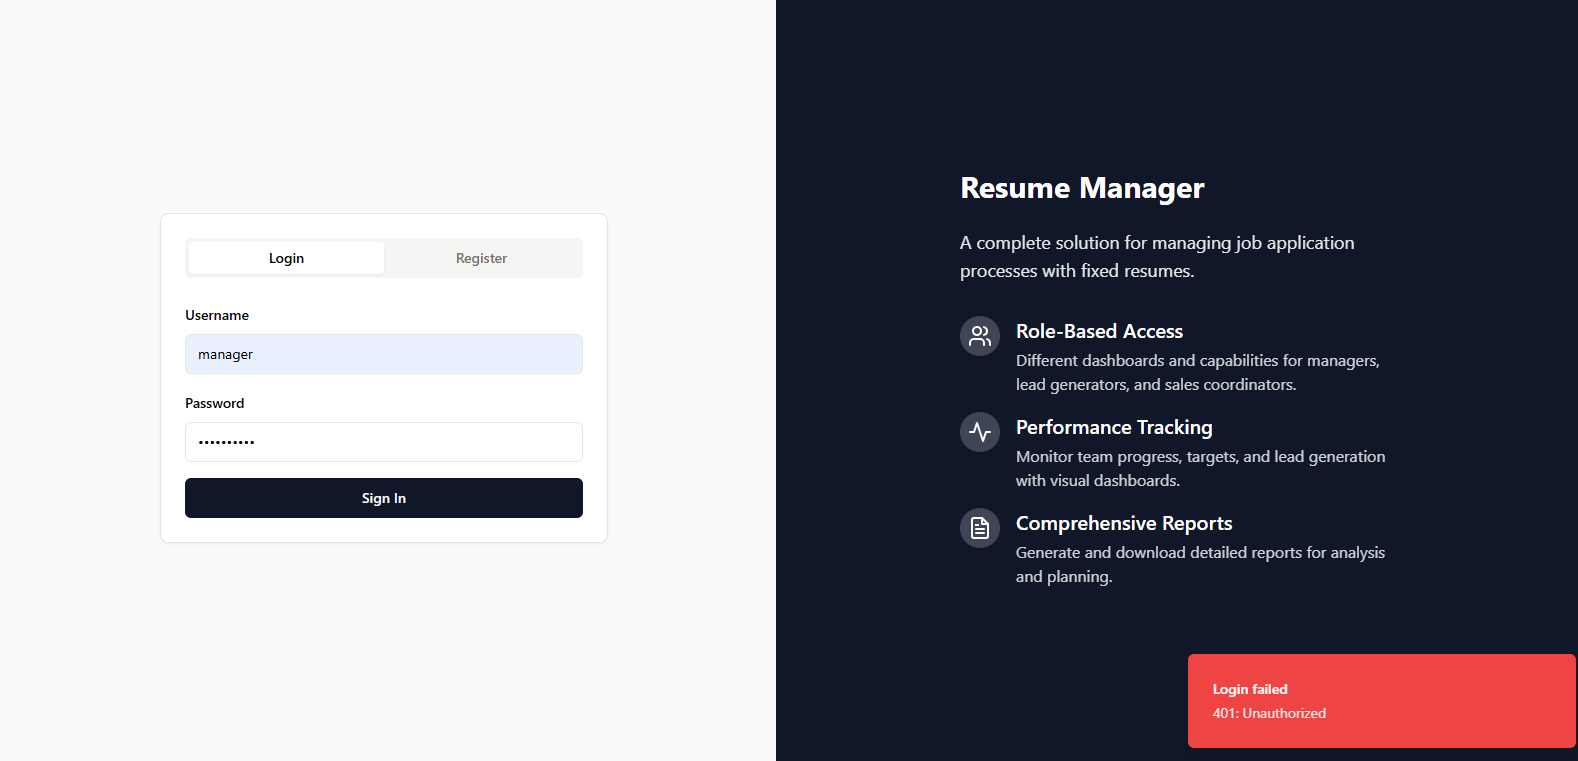 Login
Register
Username
manager
Password
••••••••••
Sign In
Resume Manager
A complete solution for managing job application
processes with fixed resumes.
Role-Based Access
Different dashboards and capabilities for managers,
lead generators, and sales coordinators.
Performance Tracking
Monitor team progress, targets, and lead generation
with visual dashboards.
Comprehensive Reports
Generate and download detailed reports for analysis
and planning.
Login failed
401: Unauthorized